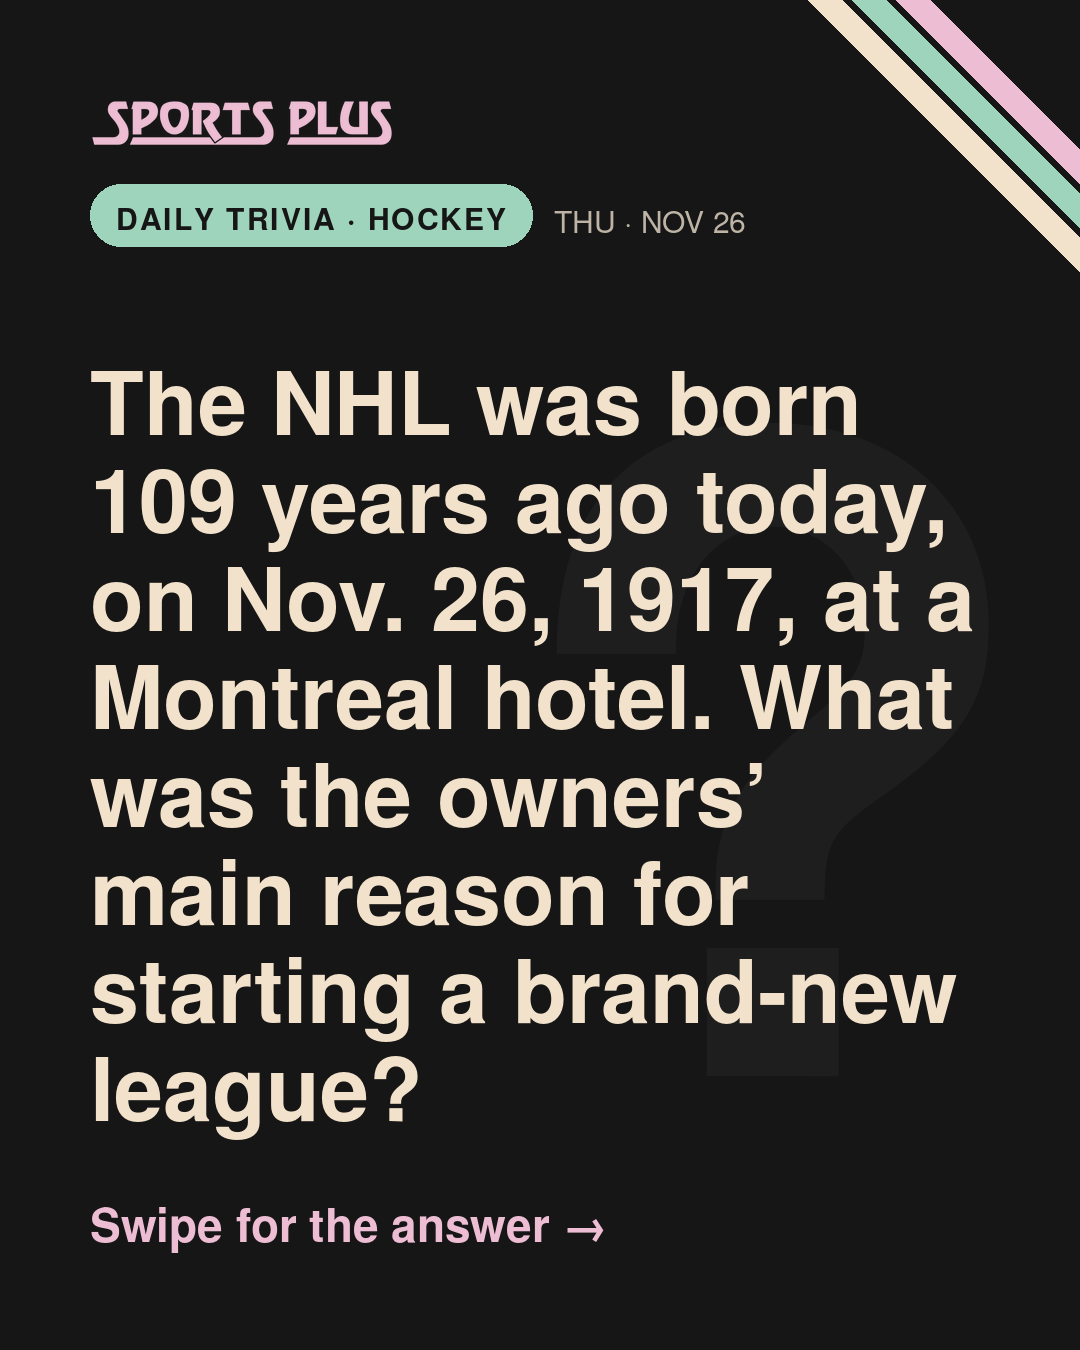 SPORTS PLUS
DAILY TRIVIA · HOCKEY
THU · NOV 26
The NHL was born
109 years ago today,
on Nov. 26, 1917, at a
Montreal hotel. What
was the owners’
main reason for
starting a brand-new
league?
Swipe for the answer →